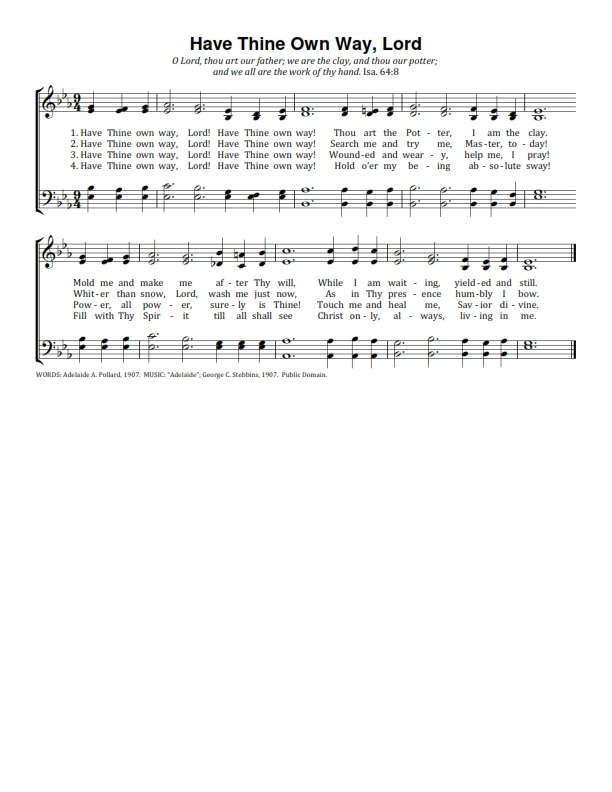 Have Thine Own Way, Lord
O Lord, thou art our father; we are the clay, and thou our potter;
and we all are the work of thy hand. Isa. 64:8
1. Have Thine own way, Lord! Have Thine own way! Thou art the Pot - ter, I am the clay.
2. Have Thine own way, Lord! Have Thine own way! Search me and try me, Mas - ter, to - day!
3. Have Thine own way, Lord! Have Thine own way! Wound - ed and wear - y, help me, I pray!
4. Have Thine own way, Lord! Have Thine own way! Hold o'er my be - ing ab - so - lute sway!
Mold me and make me af - ter Thy will, While I am wait - ing, yield - ed and still.
Whit - er than snow, Lord, wash me just now, As in Thy pres - ence hum - bly I bow.
Pow - er, all pow - er, sure - ly is Thine! Touch me and heal me, Sav - ior di - vine.
Fill with Thy Spir - it till all shall see Christ on - ly, al - ways, liv - ing in me.
WORDS: Adelaide A. Pollard, 1907. MUSIC: "Adelaide"; George C. Stebbins, 1907. Public Domain.